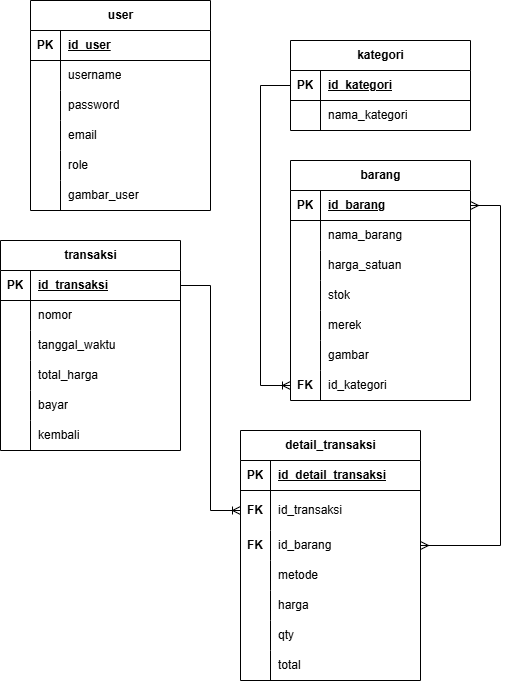 user
PK id_user
username
password
email
role
gambar_user
kategori
PK id_kategori
nama_kategori
barang
PK id_barang
nama_barang
harga_satuan
stok
merek
gambar
FK id_kategori
transaksi
PK id_transaksi
nomor
tanggal_waktu
total_harga
bayar
kembali
detail_transaksi
PK id_detail_transaksi
FK id_transaksi
FK id_barang
metode
harga
qty
total